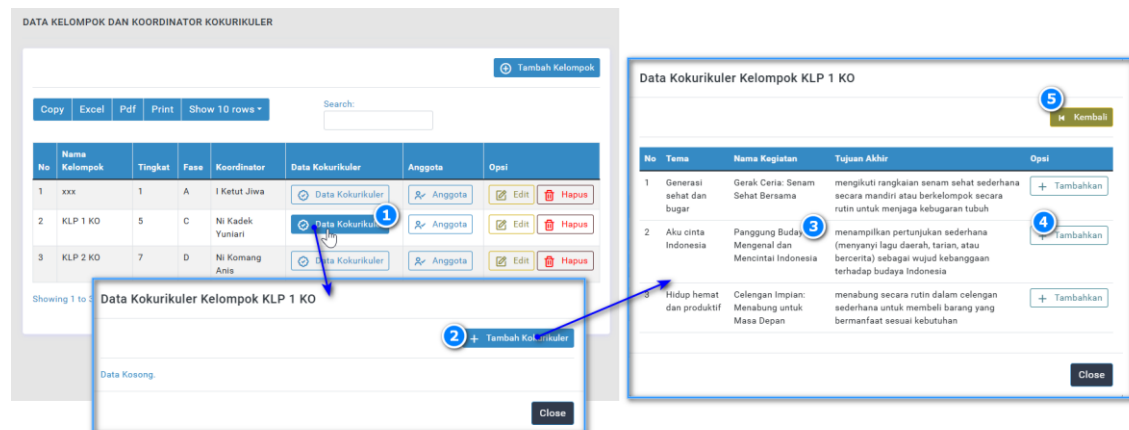 DATA KELOMPOK DAN KOORDINATOR KOKURIKULER
Tambah Kelompok
Copy Excel Pdf Print Show 10 rows
Search:
No Nama Kelompok Tingkat Fase Koordinator Data Kokurikuler Anggota Opsi
1 xxx 1 A I Ketut Jiwa Data Kokurikuler Anggota Edit Hapus
2 KLP 1 KO 5 C Ni Kadek Data Kokurikuler Anggota Edit Hapus
Yuniari
1
3 KLP 2 KO 7 D Ni Komang Data Kokurikuler Anggota Edit Hapus
Anis
Showing 1 to 3
Data Kokurikuler Kelompok KLP 1 KO
2 + Tambah Kokurikuler
Data Kosong.
Close
Data Kokurikuler Kelompok KLP 1 KO
5
Kembali
No Tema Nama Kegiatan Tujuan Akhir Opsi
1 Generasi Gerak Ceria: Senam mengikuti rangkaian senam sehat sederhana + Tambahkan
sehat dan Sehat Bersama secara mandiri atau berkelompok secara
bugar rutin untuk menjaga kebugaran tubuh
3 4
2 Aku cinta Panggung Buday menampilkan pertunjukan sederhana Tambahkan
Indonesia Mengenal dan (menyanyi lagu daerah, tarian, atau
Mencintai Indonesia bercerita) sebagai wujud kebanggaan
terhadap budaya Indonesia
3 Hidup hemat Celengan Impian: menabung secara rutin dalam celengan + Tambahkan
dan produktif Menabung untuk sederhana untuk membeli barang yang
Masa Depan bermanfaat sesuai kebutuhan
Close